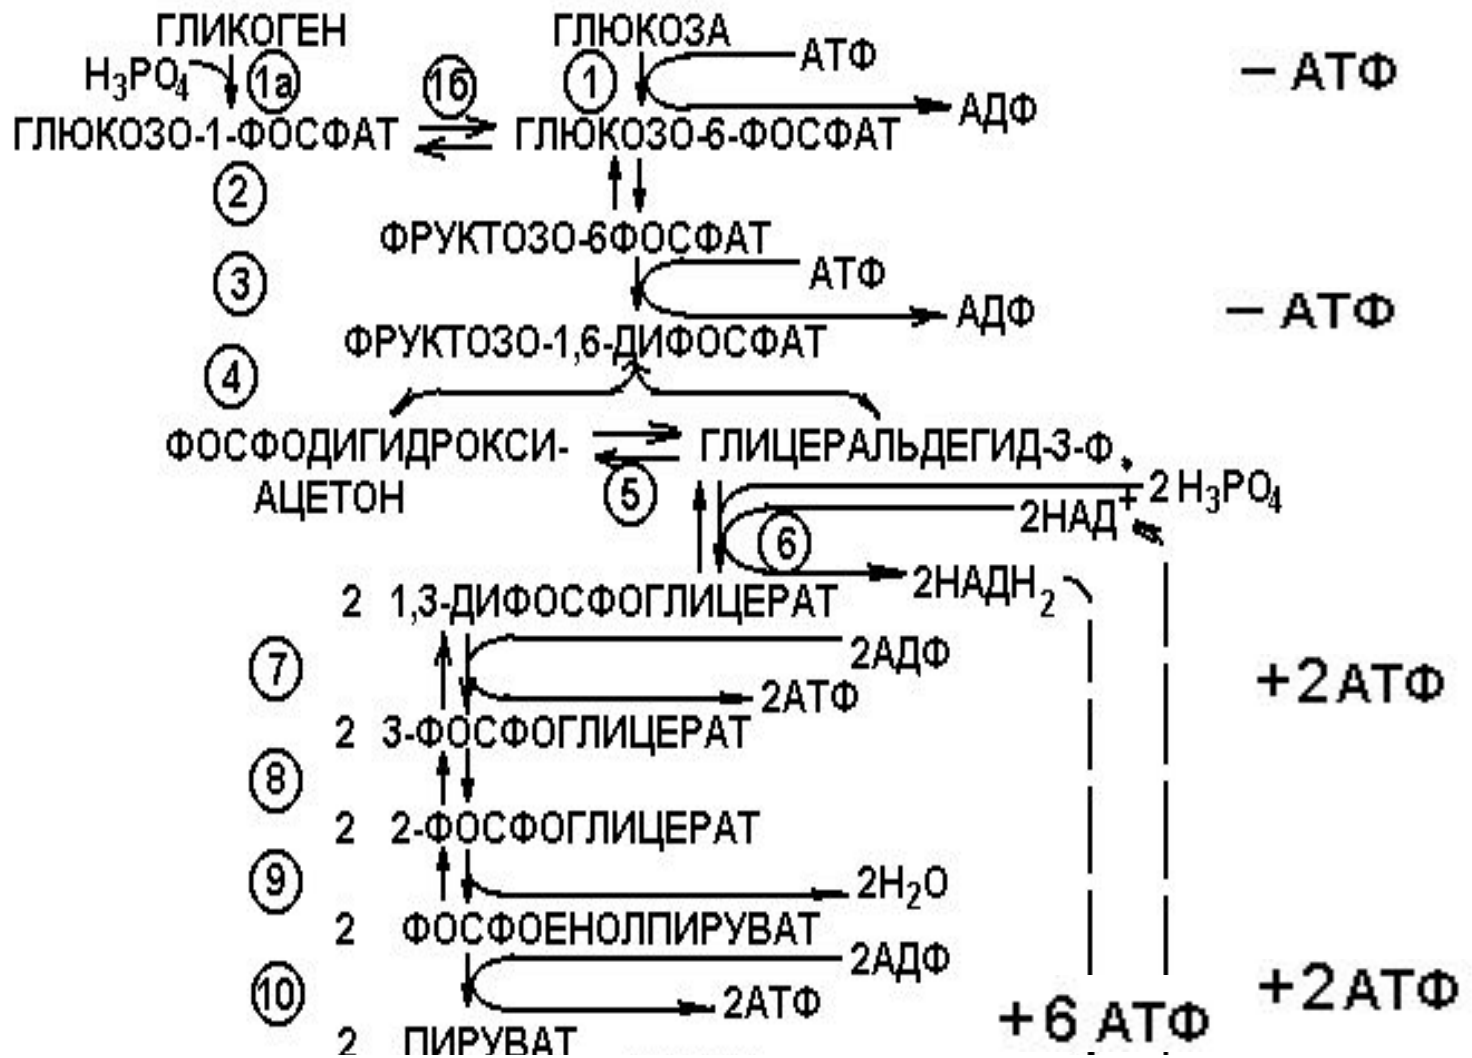 ГЛИКОГЕН ГЛЮКОЗА
H3PO4 1а 1б 1 АТФ – АТФ
АДФ
ГЛЮКОЗО-1-ФОСФАТ ГЛЮКОЗО-6-ФОСФАТ
2
ФРУКТОЗО-6ФОСФАТ
3 АТФ
АДФ – АТФ
ФРУКТОЗО-1,6-ДИФОСФАТ
4
ФОСФОДИГИДРОКСИ- ГЛИЦЕРАЛЬДЕГИД-3-Ф
АЦЕТОН 5 2 H3PO4
2НАД+
6
2НАДН2
2 1,3-ДИФОСФОГЛИЦЕРАТ
7 2АДФ
2АТФ +2АТФ
2 3-ФОСФОГЛИЦЕРАТ
8
2 2-ФОСФОГЛИЦЕРАТ
9 2H2O
2 ФОСФОЕНОЛПИРУВАТ
2АДФ
10 2АТФ +6 АТФ +2АТФ
2 ПИРУВАТ